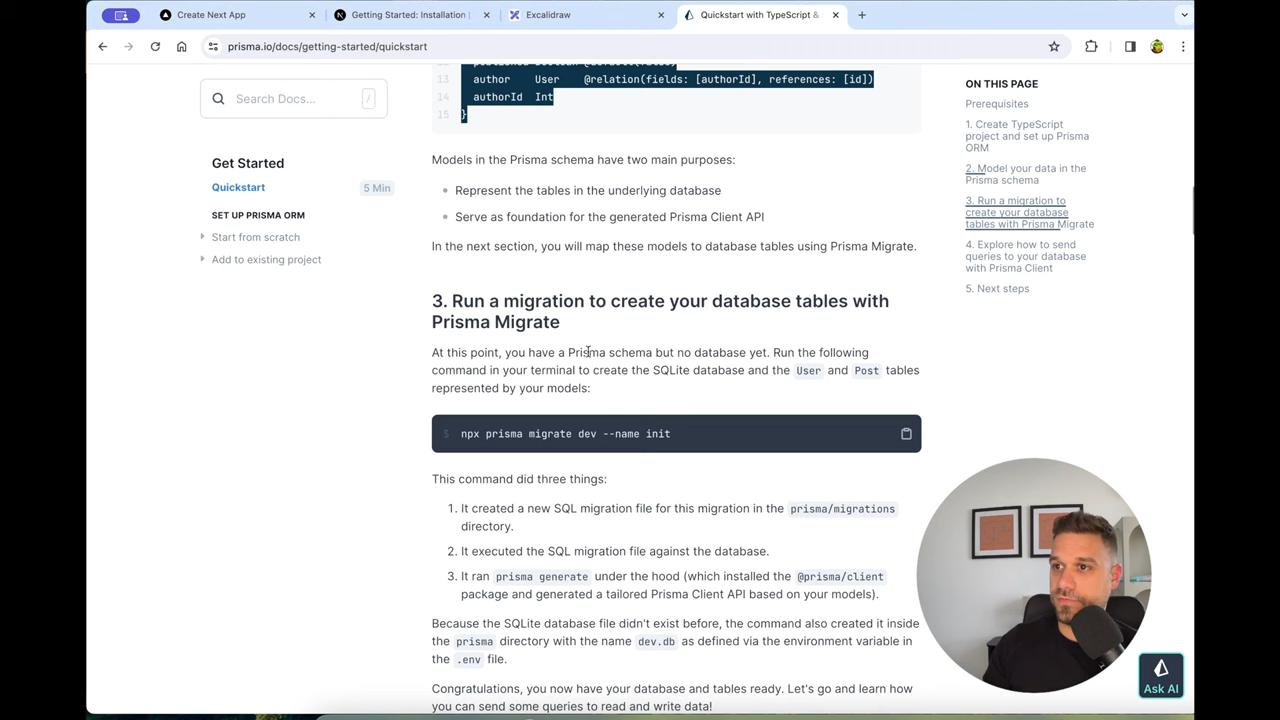 Create Next App
Getting Started: Installation |
Excalidraw
Quickstart with TypeScript &
prisma.io/docs/getting-started/quickstart
13 author User @relation(fields: [authorId], references: [id])
14 authorId Int
15 }
Search Docs... /
Get Started
Quickstart 5 Min
SET UP PRISMA ORM
Start from scratch
Add to existing project
Models in the Prisma schema have two main purposes:
Represent the tables in the underlying database
Serve as foundation for the generated Prisma Client API
In the next section, you will map these models to database tables using Prisma Migrate.
3. Run a migration to create your database tables with
Prisma Migrate
At this point, you have a Prisma schema but no database yet. Run the following
command in your terminal to create the SQLite database and the User and Post tables
represented by your models:
$ npx prisma migrate dev --name init
This command did three things:
1. It created a new SQL migration file for this migration in the prisma/migrations
directory.
2. It executed the SQL migration file against the database.
3. It ran prisma generate under the hood (which installed the @prisma/client
package and generated a tailored Prisma Client API based on your models).
Because the SQLite database file didn't exist before, the command also created it inside
the prisma directory with the name dev.db as defined via the environment variable in
the .env file.
Congratulations, you now have your database and tables ready. Let's go and learn how
you can send some queries to read and write data!
ON THIS PAGE
Prerequisites
1. Create TypeScript
project and set up Prisma
ORM
2. Model your data in the
Prisma schema
3. Run a migration to
create your database
tables with Prisma Migrate
4. Explore how to send
queries to your database
with Prisma Client
5. Next steps
Ask AI